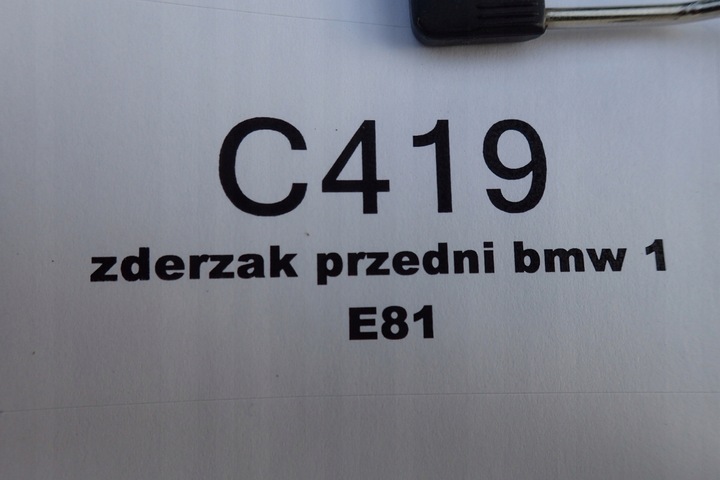 C419
zderzak przedni bmw 1
E81